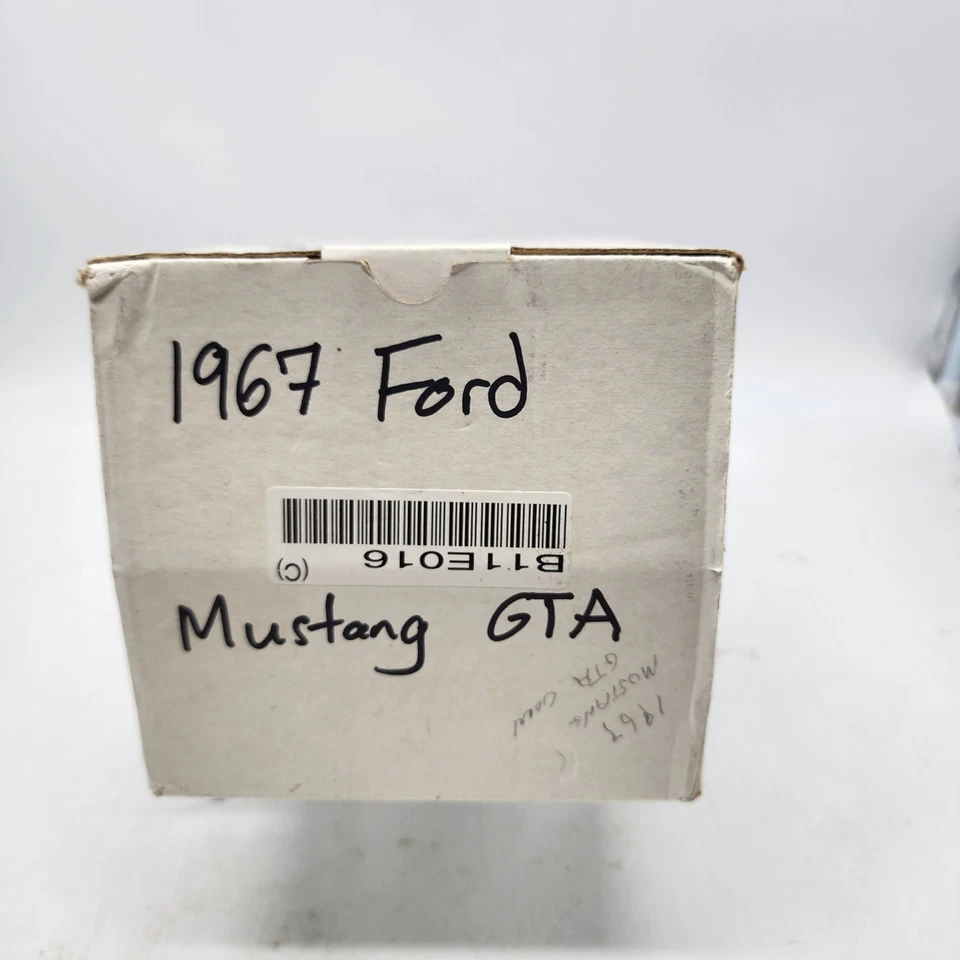 1967 Ford
B11E016 (C)
Mustang GTA
1967
MUSTANG
GTA